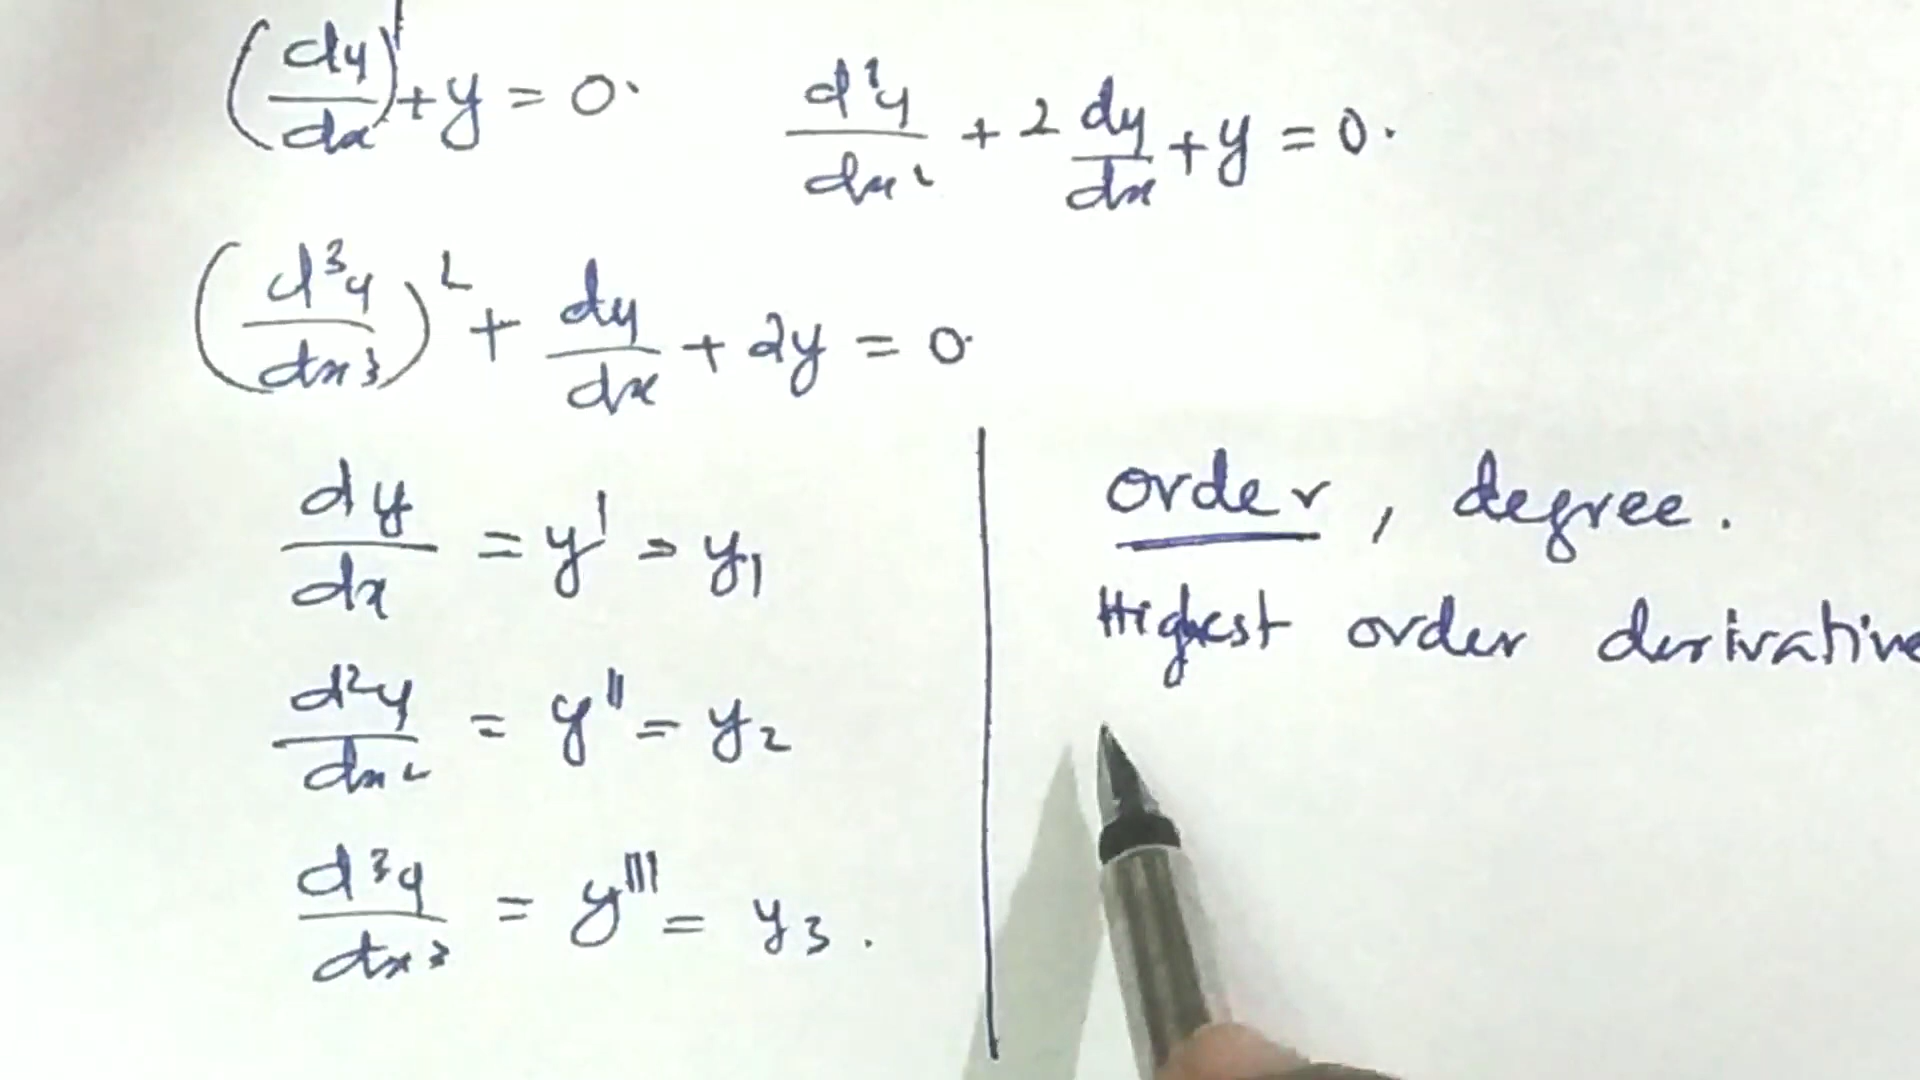 (dy/dx)¹ + y = 0. d²y/dx² + 2 dy/dx + y = 0.
(d³y/dx³)² + dy/dx + 2y = 0.
dy/dx = y' = y₁
d²y/dx² = y'' = y₂
d³y/dx³ = y''' = y₃.
order, degree.
Highest order derivative